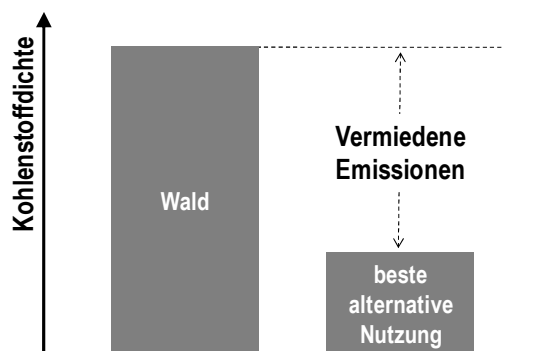 Kohlenstoffdichte
Wald
Vermiedene
Emissionen
beste
alternative
Nutzung